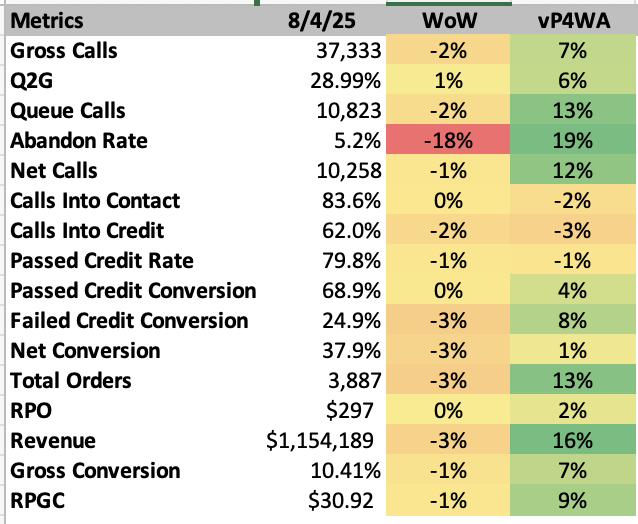 Metrics 8/4/25 WoW vP4WA
Gross Calls 37,333 -2% 7%
Q2G 28.99% 1% 6%
Queue Calls 10,823 -2% 13%
Abandon Rate 5.2% -18% 19%
Net Calls 10,258 -1% 12%
Calls Into Contact 83.6% 0% -2%
Calls Into Credit 62.0% -2% -3%
Passed Credit Rate 79.8% -1% -1%
Passed Credit Conversion 68.9% 0% 4%
Failed Credit Conversion 24.9% -3% 8%
Net Conversion 37.9% -3% 1%
Total Orders 3,887 -3% 13%
RPO $297 0% 2%
Revenue $1,154,189 -3% 16%
Gross Conversion 10.41% -1% 7%
RPGC $30.92 -1% 9%